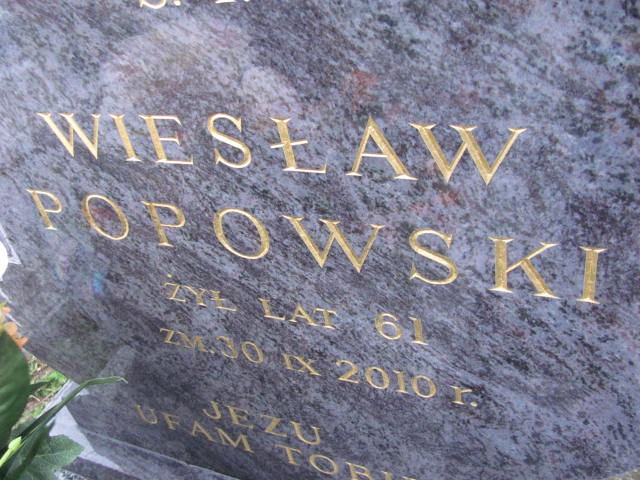 WIESŁAW
POPOWSKI
ŻYŁ LAT 61
ZM. 30 IX 2010 r.
JEZU
UFAM